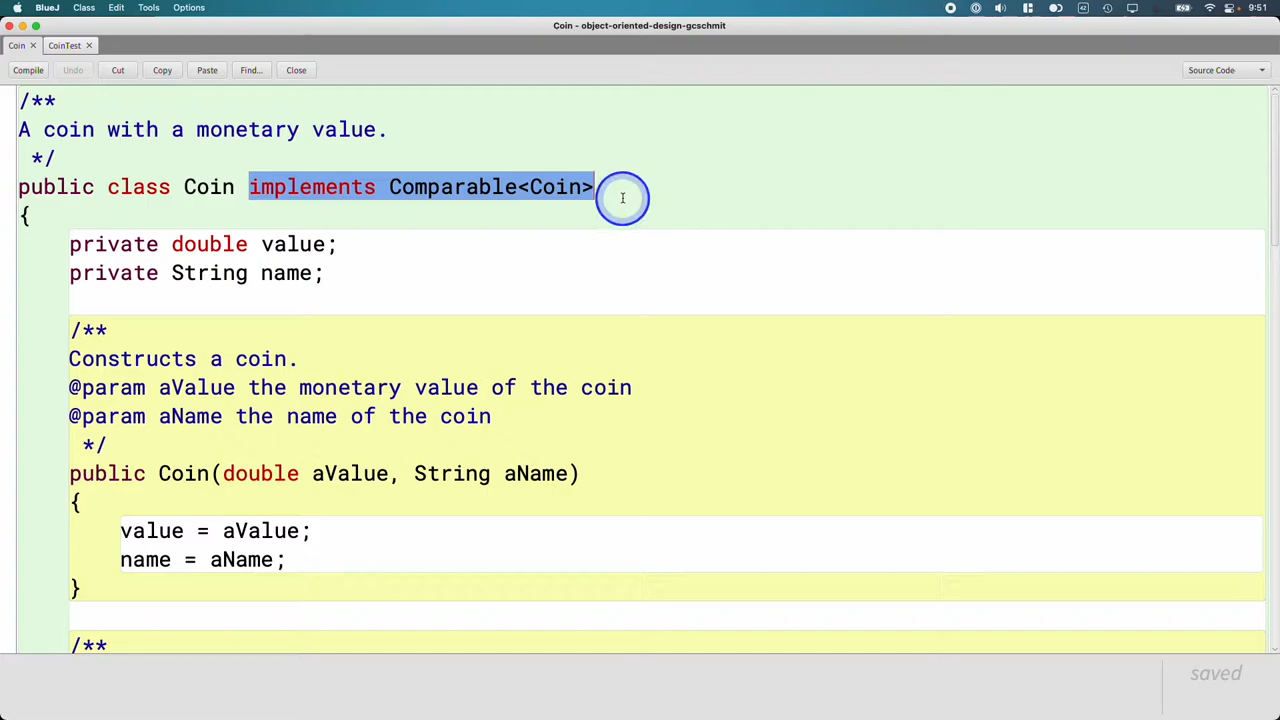 BlueJ Class Edit Tools Options 42 9:51
Coin - object-oriented-design-gcschmit
Coin CoinTest
Compile Undo Cut Copy Paste Find... Close Source Code
/**
A coin with a monetary value.
*/
public class Coin implements Comparable<Coin>
{
private double value;
private String name;
/**
Constructs a coin.
@param aValue the monetary value of the coin
@param aName the name of the coin
*/
public Coin(double aValue, String aName)
{
value = aValue;
name = aName;
}
/**
saved